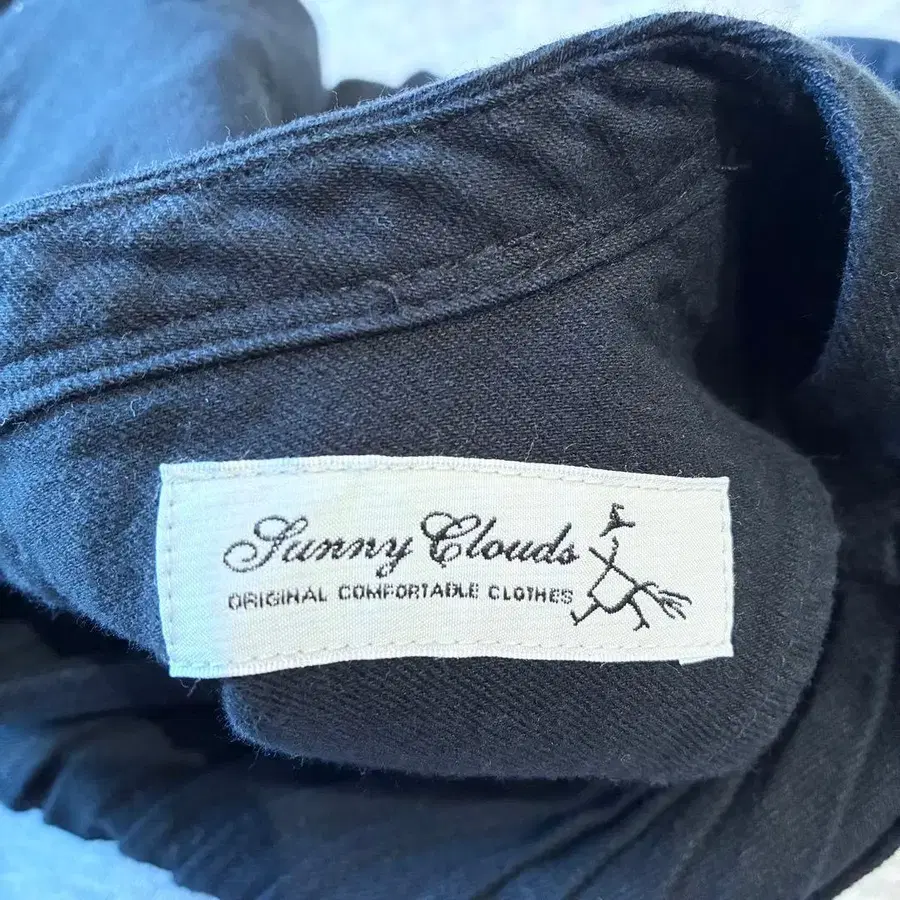 Sunny Clouds
ORIGINAL COMFORTABLE CLOTHES